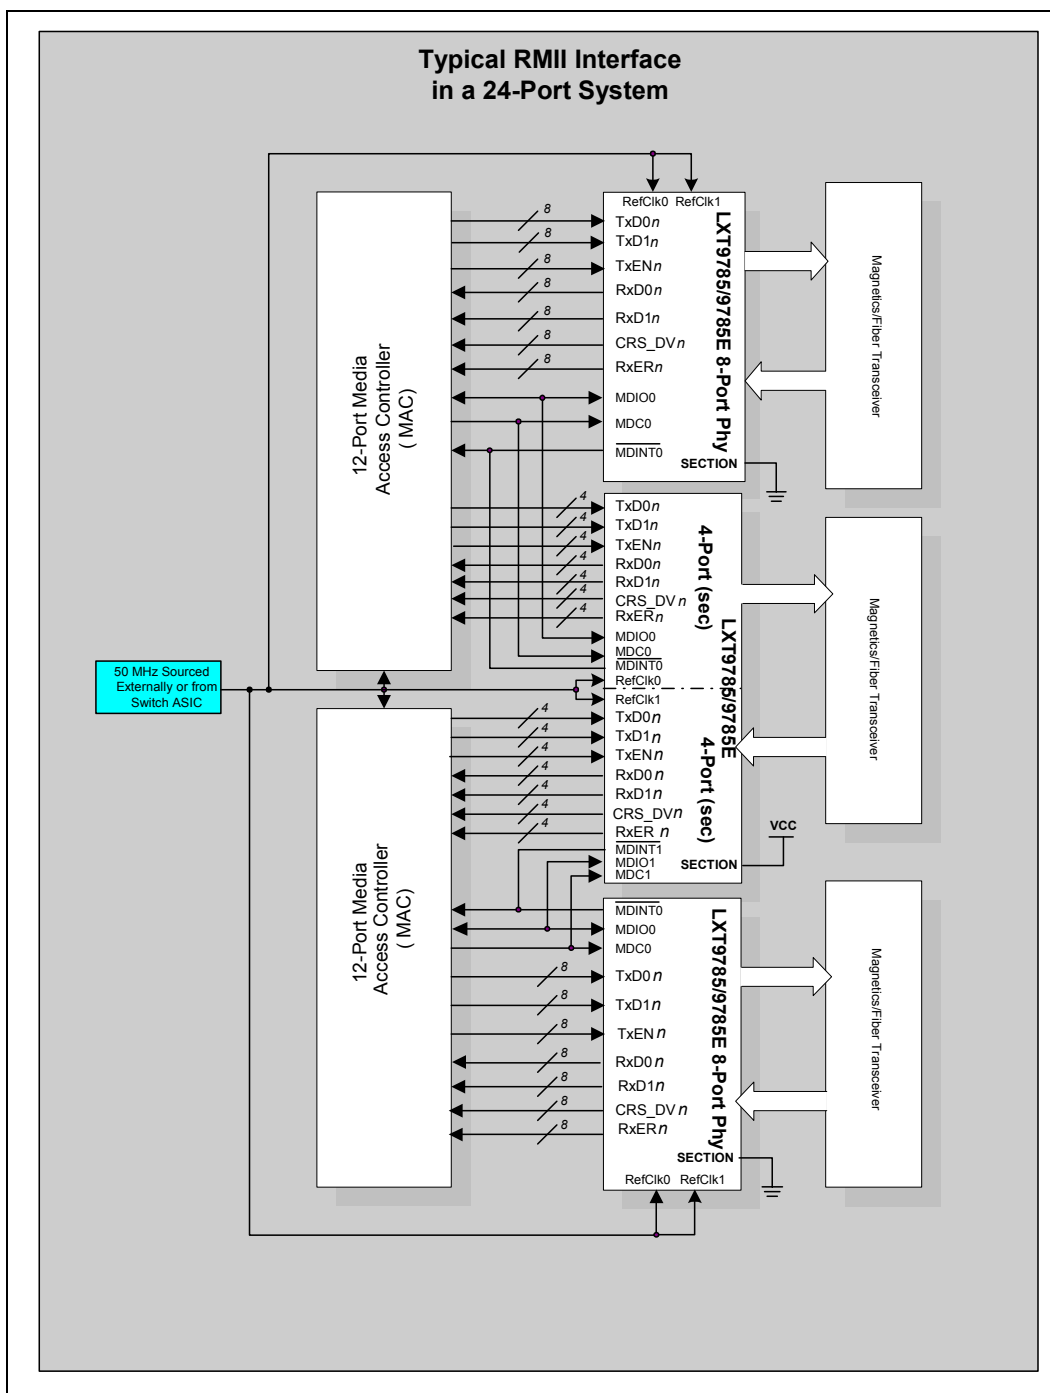 Typical RMII Interface
in a 24-Port System
RefClk0 RefClk1
12-Port Media
Access Controller
( MAC)
8
8
8
8
8
8
8
TxD0n
TxD1n
TxENn
RxD0n
RxD1n
CRS_DVn
RxERn
MDIO0
MDC0
MDINT0
SECTION
LXT9785/9785E 8-Port Phy
Magnetics/Fiber Transceiver
4
4
4
4
4
4
4
TxD0n
TxD1n
TxENn
RxD0n
RxD1n
CRS_DVn
RxERn
MDIO0
MDC0
MDINT0
RefClk0
4-Port (sec)
LXT9785/9785E
Magnetics/Fiber Transceiver
50 MHz Sourced
Externally or from
Switch ASIC
RefClk1
12-Port Media
Access Controller
( MAC)
4
4
4
4
4
4
4
TxD0n
TxD1n
TxENn
RxD0n
RxD1n
CRS_DVn
RxER n
MDINT1
MDIO1
MDC1
4-Port (sec)
VCC
SECTION
MDINT0
MDIO0
MDC0
8
8
8
8
8
8
8
TxD0n
TxD1n
TxENn
RxD0n
RxD1n
CRS_DVn
RxERn
SECTION
RefClk0 RefClk1
LXT9785/9785E 8-Port Phy
Magnetics/Fiber Transceiver